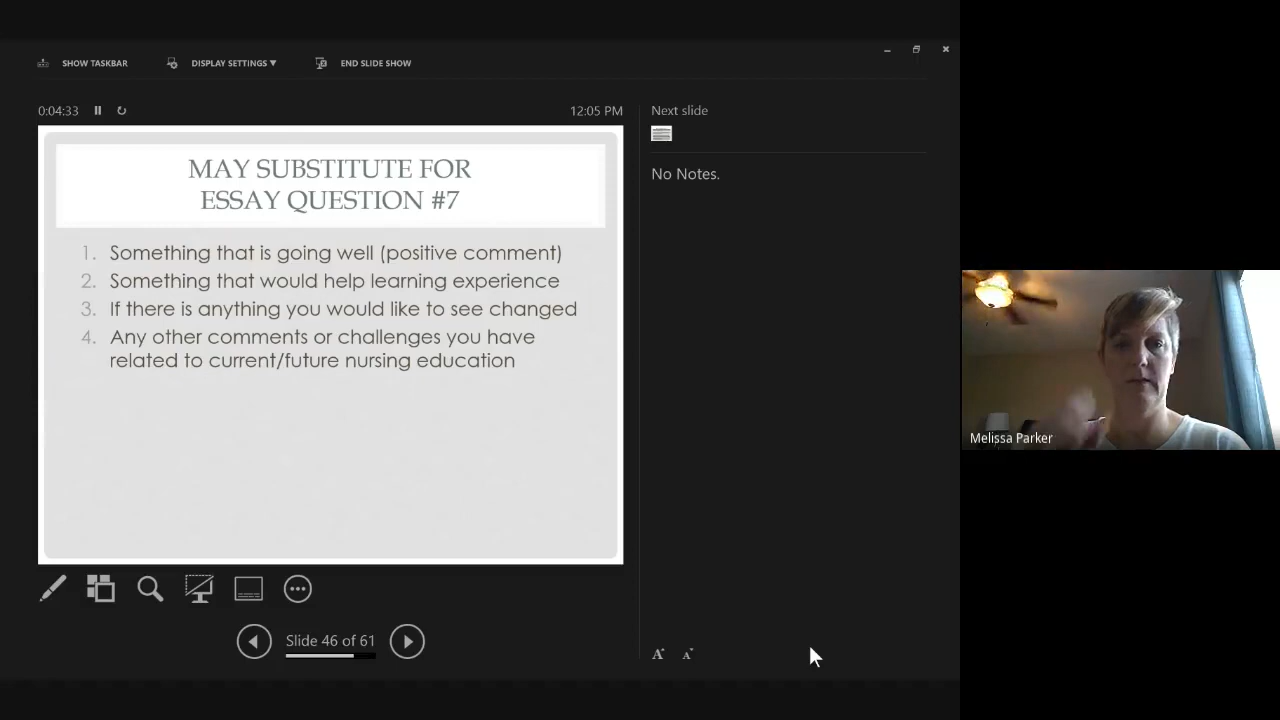 SHOW TASKBAR
DISPLAY SETTINGS ▼
END SLIDE SHOW
0:04:33
12:05 PM
Next slide
No Notes.
MAY SUBSTITUTE FOR
ESSAY QUESTION #7
1. Something that is going well (positive comment)
2. Something that would help learning experience
3. If there is anything you would like to see changed
4. Any other comments or challenges you have
related to current/future nursing education
Melissa Parker
Slide 46 of 61
A A